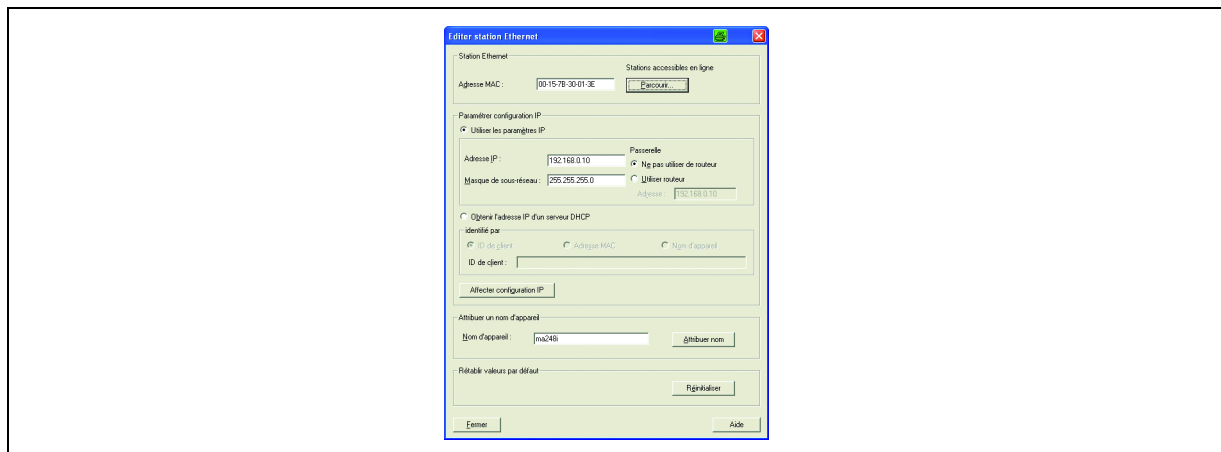 Editer station Ethernet
Station Ethernet
Stations accessibles en ligne
Adresse MAC :
00-15-7B-30-01-3E
Parcourir...
Paramétrer configuration IP
Utiliser les paramètres IP
Passerelle
Adresse IP :
192.168.0.10
Ne pas utiliser de routeur
Masque de sous-réseau :
255.255.255.0
Utiliser routeur
Adresse :
192.168.0.10
Obtenir l'adresse IP d'un serveur DHCP
identifié par
ID de client
Adresse MAC
Nom d'appareil
ID de client :
Affecter configuration IP
Attribuer un nom d'appareil
Nom d'appareil :
ma248i
Attribuer nom
Rétablir valeurs par défaut
Réinitialiser
Fermer
Aide